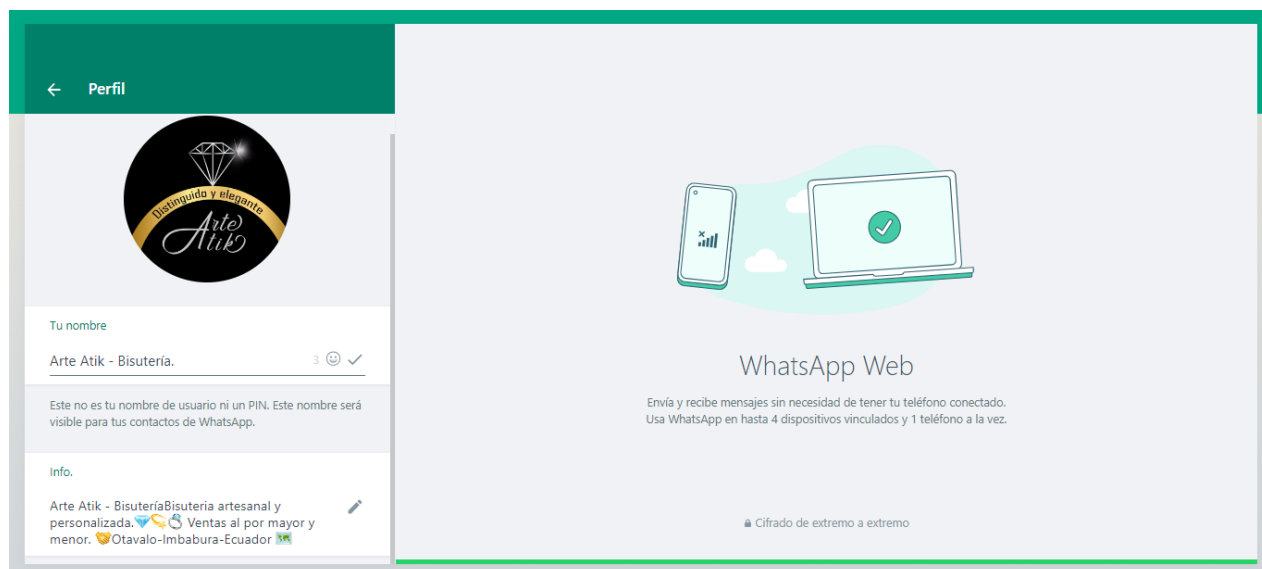 Perfil
Distinguido y elegante
Arte
Atik
Tu nombre
Arte Atik - Bisutería.
3
Este no es tu nombre de usuario ni un PIN. Este nombre será
visible para tus contactos de WhatsApp.
Info.
Arte Atik - BisuteríaBisuteria artesanal y
personalizada.💎💫💍 Ventas al por mayor y
menor. 🤝Otavalo-Imbabura-Ecuador 🗺️
WhatsApp Web
Envía y recibe mensajes sin necesidad de tener tu teléfono conectado.
Usa WhatsApp en hasta 4 dispositivos vinculados y 1 teléfono a la vez.
Cifrado de extremo a extremo